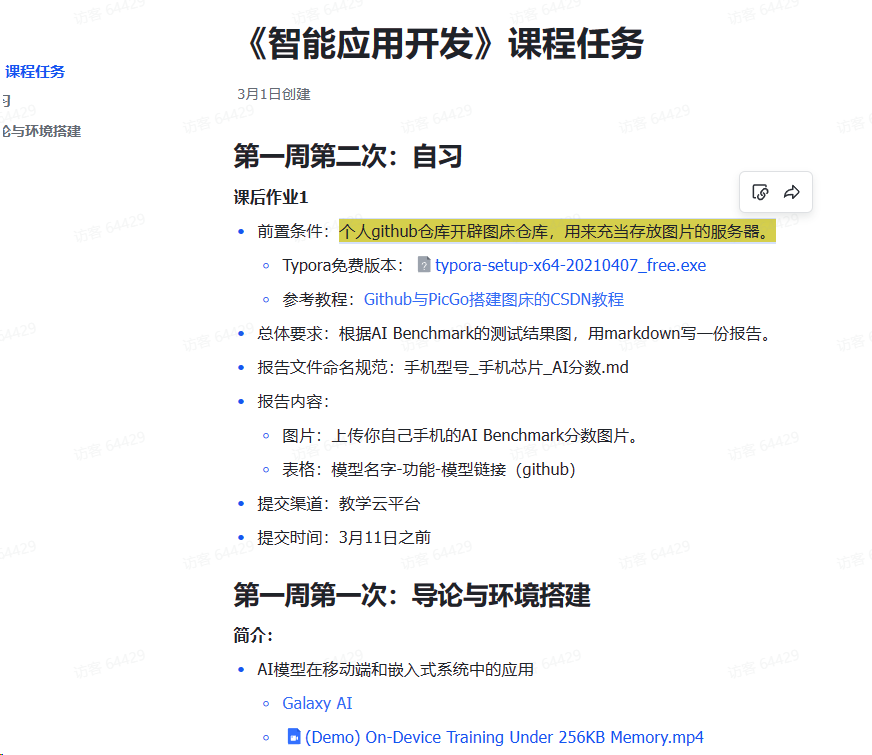 《智能应用开发》课程任务
课程任务
3月1日创建
习
论与环境搭建
第一周第二次：自习
课后作业1
前置条件：个人github仓库开辟图床仓库，用来充当存放图片的服务器。
Typora免费版本： typora-setup-x64-20210407_free.exe
参考教程：Github与PicGo搭建图床的CSDN教程
总体要求：根据AI Benchmark的测试结果图，用markdown写一份报告。
报告文件命名规范：手机型号_手机芯片_AI分数.md
报告内容：
图片：上传你自己手机的AI Benchmark分数图片。
表格：模型名字-功能-模型链接（github）
提交渠道：教学云平台
提交时间：3月11日之前
第一周第一次：导论与环境搭建
简介：
AI模型在移动端和嵌入式系统中的应用
Galaxy AI
(Demo) On-Device Training Under 256KB Memory.mp4
访客 64429